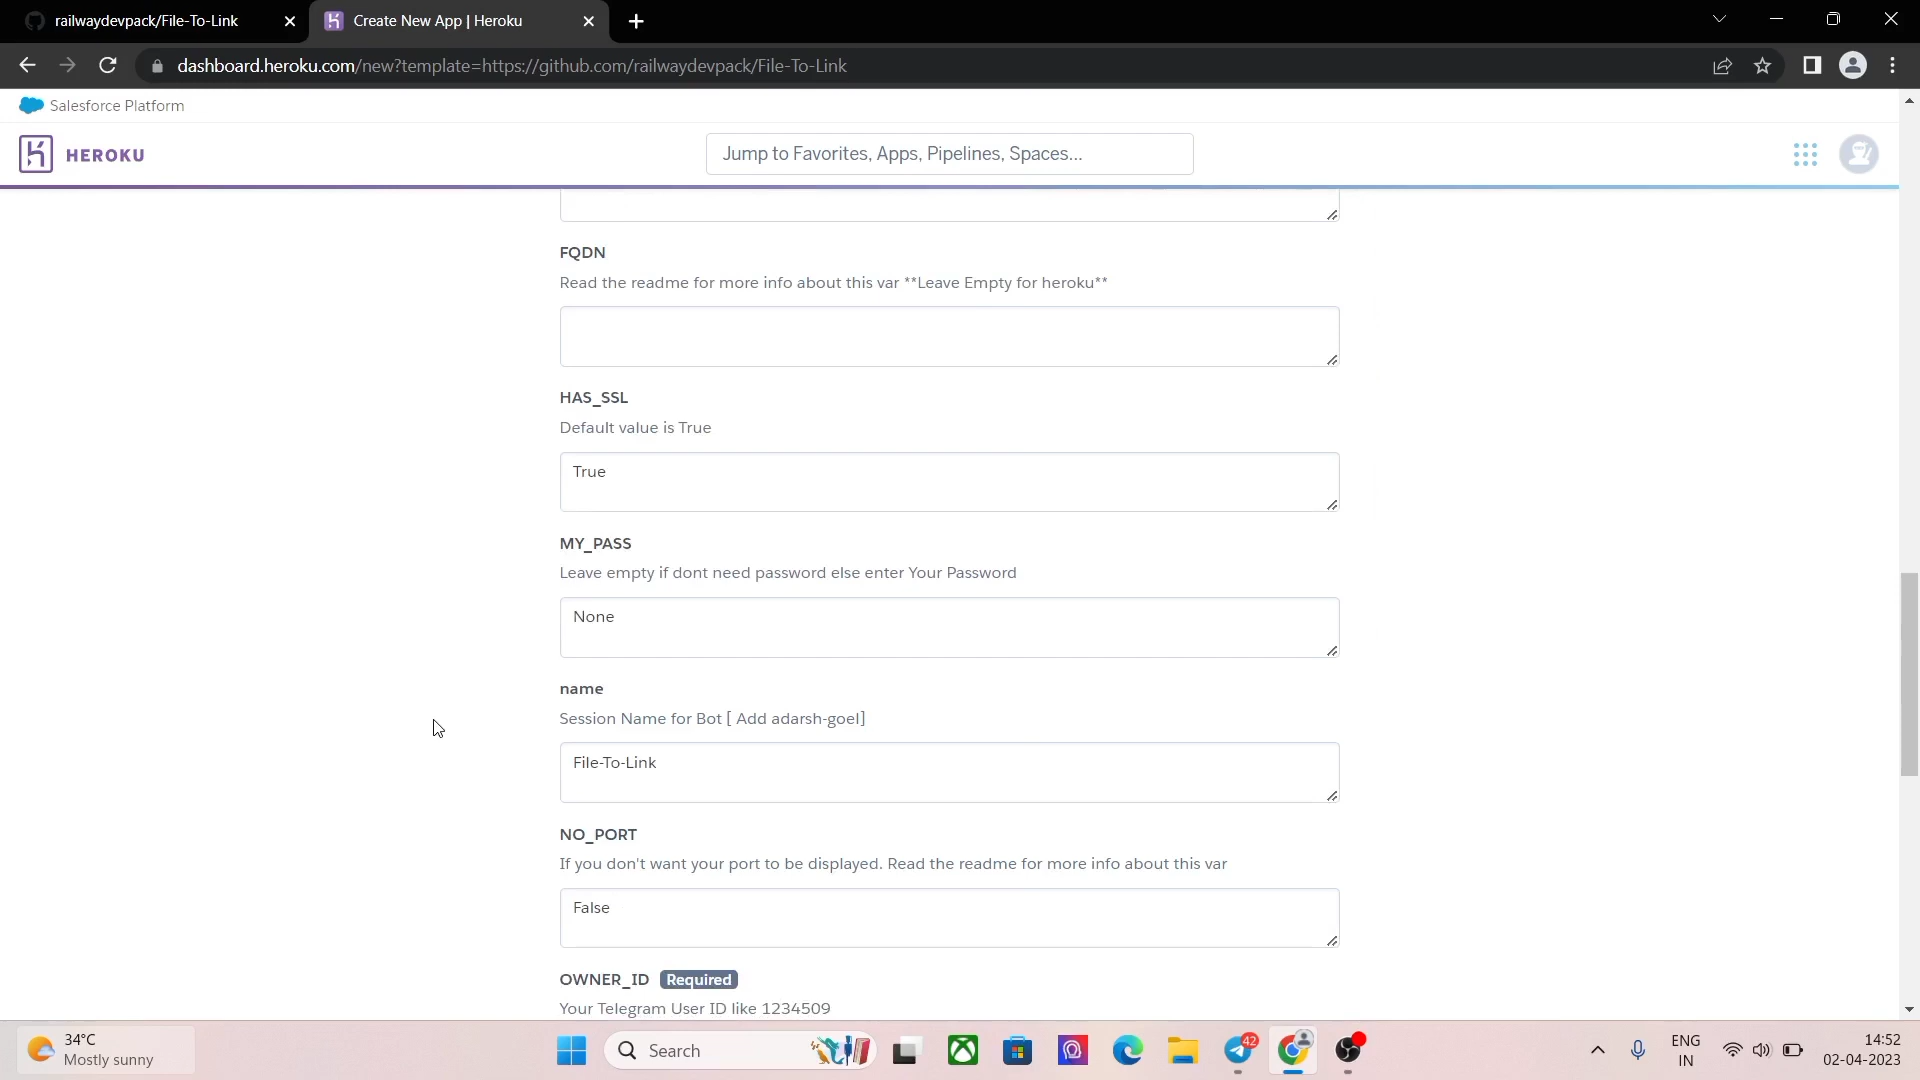 railwaydevpack/File-To-Link
Create New App | Heroku
dashboard.heroku.com/new?template=https://github.com/railwaydevpack/File-To-Link
Salesforce Platform
HEROKU
Jump to Favorites, Apps, Pipelines, Spaces...
FQDN
Read the readme for more info about this var **Leave Empty for heroku**
HAS_SSL
Default value is True
True
MY_PASS
Leave empty if dont need password else enter Your Password
None
name
Session Name for Bot [ Add adarsh-goel]
File-To-Link
NO_PORT
If you don't want your port to be displayed. Read the readme for more info about this var
False
OWNER_ID Required
Your Telegram User ID like 1234509
34°C
Mostly sunny
Search
42
ENG
IN
14:52
02-04-2023